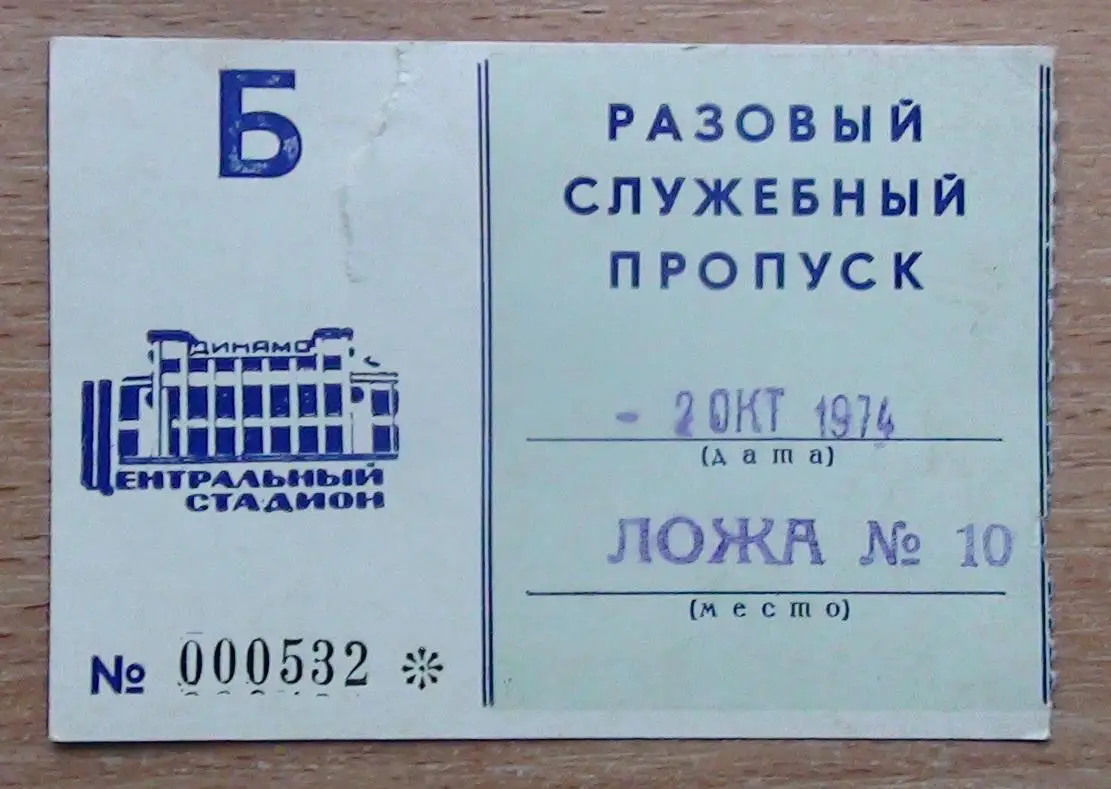 Б
ДИНАМО
ЦЕНТРАЛЬНЫЙ
СТАДИОН
№ 000532 *
РАЗОВЫЙ
СЛУЖЕБНЫЙ
ПРОПУСК
- 2 ОКТ 1974
(дата)
ЛОЖА № 10
(место)